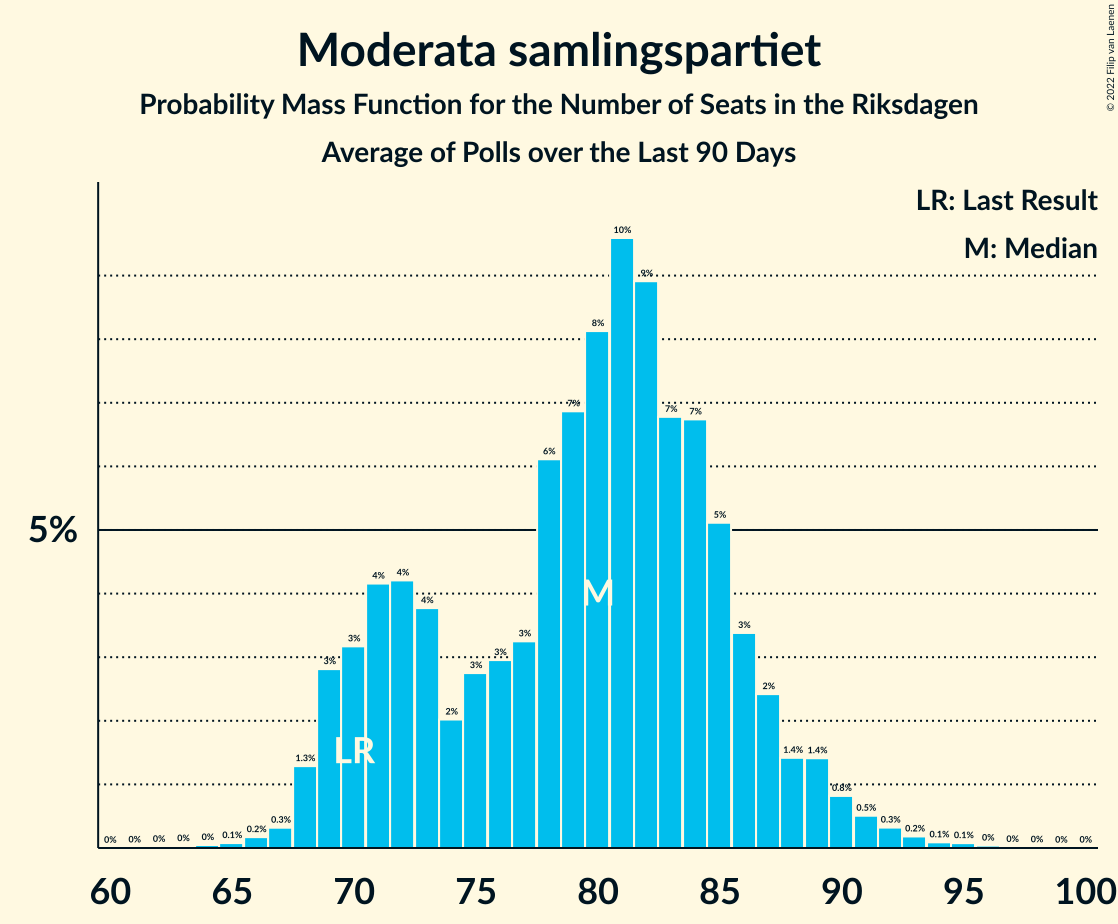 © 2022 Filip van Laenen
Moderata samlingspartiet
Probability Mass Function for the Number of Seats in the Riksdagen
Average of Polls over the Last 90 Days
LR: Last Result
M: Median
5%
0% 0% 0% 0% 0% 0.1% 0.2% 0.3% 1.3% 3% 3% 4% 4% 4% 2% 3% 3% 3% 6% 7% 8% 10% 9% 7% 7% 5% 3% 2% 1.4% 1.4% 0.8% 0.5% 0.3% 0.2% 0.1% 0.1% 0% 0% 0% 0% 0%
M
LR
60 65 70 75 80 85 90 95 100